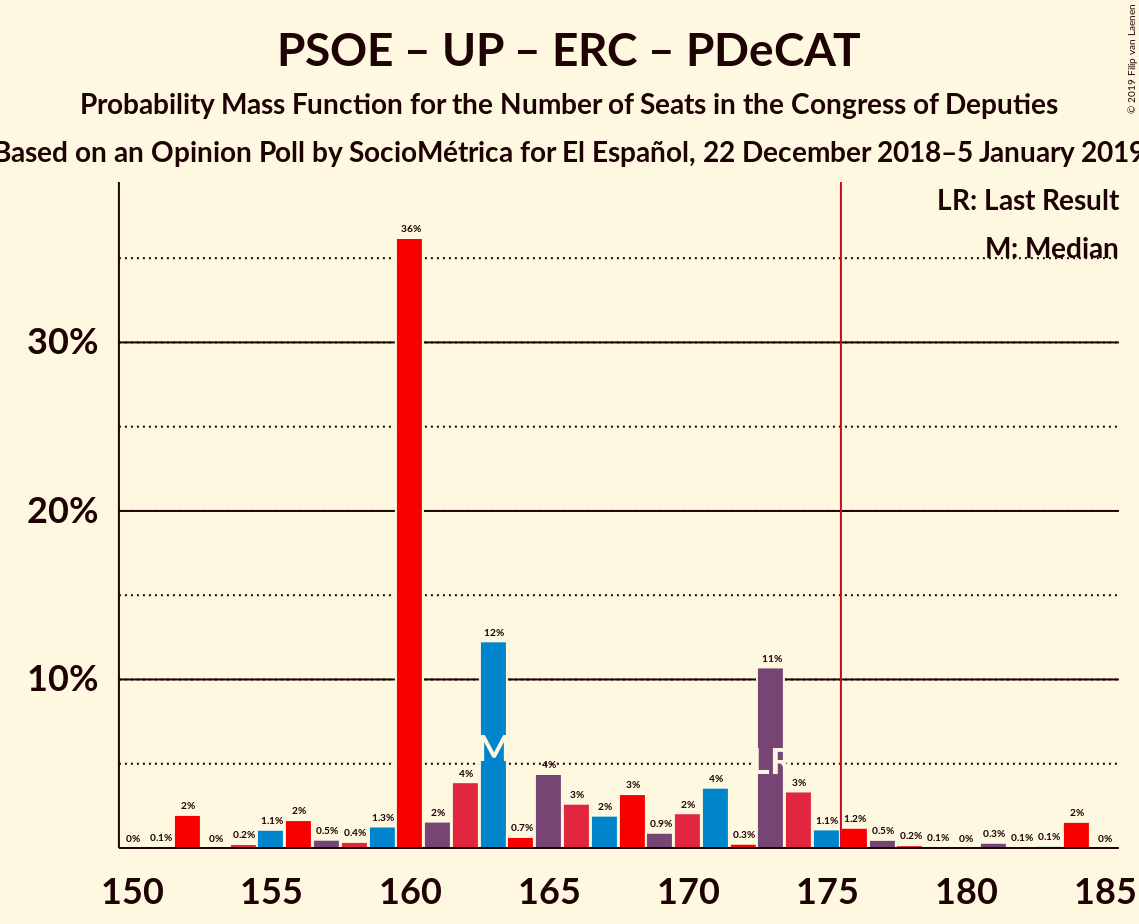 PSOE – UP – ERC – PDeCAT
Probability Mass Function for the Number of Seats in the Congress of Deputies
Based on an Opinion Poll by SocioMétrica for El Español, 22 December 2018–5 January 2019
© 2019 Filip van Laenen
LR: Last Result
M: Median
36%
30%
20%
12%
11%
10%
M
LR
0% 0.1% 2% 0% 0.2% 1.1% 2% 0.5% 0.4% 1.3% 2% 4% 0.7% 4% 3% 2% 3% 0.9% 2% 4% 0.3% 3% 1.1% 1.2% 0.5% 0.2% 0.1% 0% 0.3% 0.1% 0.1% 2% 0%
150 155 160 165 170 175 180 185